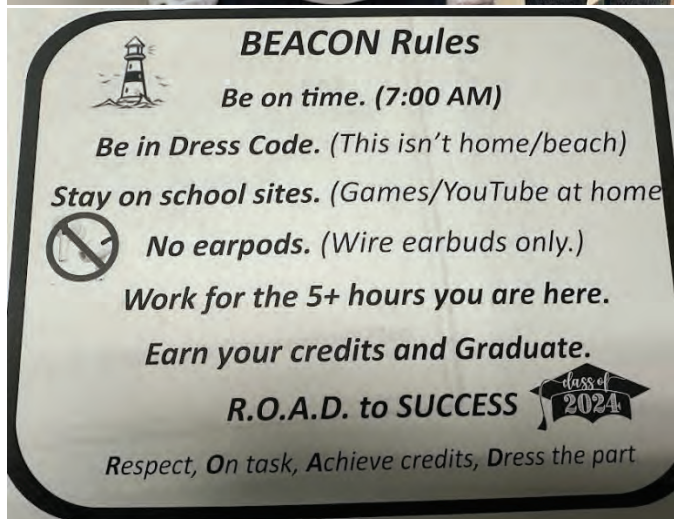 BEACON Rules
Be on time. (7:00 AM)
Be in Dress Code. (This isn't home/beach)
Stay on school sites. (Games/YouTube at home
No earpods. (Wire earbuds only.)
Work for the 5+ hours you are here.
Earn your credits and Graduate.
R.O.A.D. to SUCCESS
class of
2024
Respect, On task, Achieve credits, Dress the part